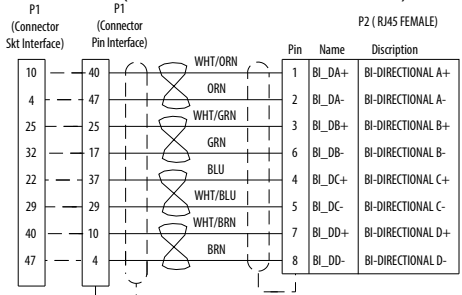 P1
(Connector
Skt Interface)
P1
(Connector
Pin Interface)
P2 ( RJ45 FEMALE)
Pin Name Discription
10 40 WHT/ORN 1 BI_DA+ BI-DIRECTIONAL A+
4 47 ORN 2 BI_DA- BI-DIRECTIONAL A-
25 25 WHT/GRN 3 BI_DB+ BI-DIRECTIONAL B+
32 17 GRN 6 BI_DB- BI-DIRECTIONAL B-
22 37 BLU 4 BI_DC+ BI-DIRECTIONAL C+
29 29 WHT/BLU 5 BI_DC- BI-DIRECTIONAL C-
40 10 WHT/BRN 7 BI_DD+ BI-DIRECTIONAL D+
47 4 BRN 8 BI_DD- BI-DIRECTIONAL D-